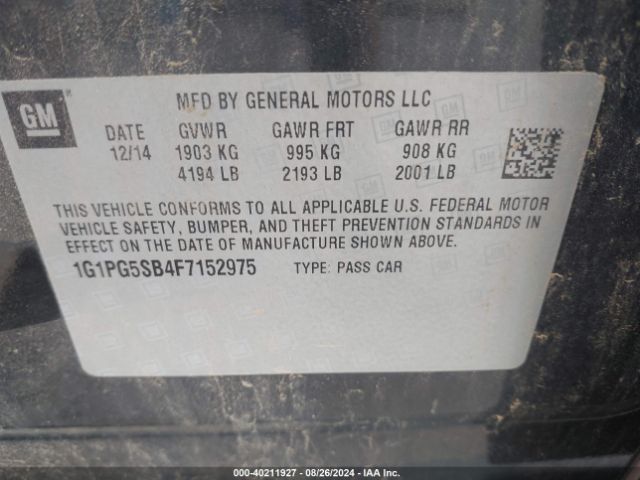 GM
MFD BY GENERAL MOTORS LLC
DATE GVWR GAWR FRT GAWR RR
12/14 1903 KG 995 KG 908 KG
4194 LB 2193 LB 2001 LB
THIS VEHICLE CONFORMS TO ALL APPLICABLE U.S. FEDERAL MOTOR
VEHICLE SAFETY, BUMPER, AND THEFT PREVENTION STANDARDS IN
EFFECT ON THE DATE OF MANUFACTURE SHOWN ABOVE.
1G1PG5SB4F7152975 TYPE: PASS CAR
000-40211927 - 08/26/2024 - IAA Inc.